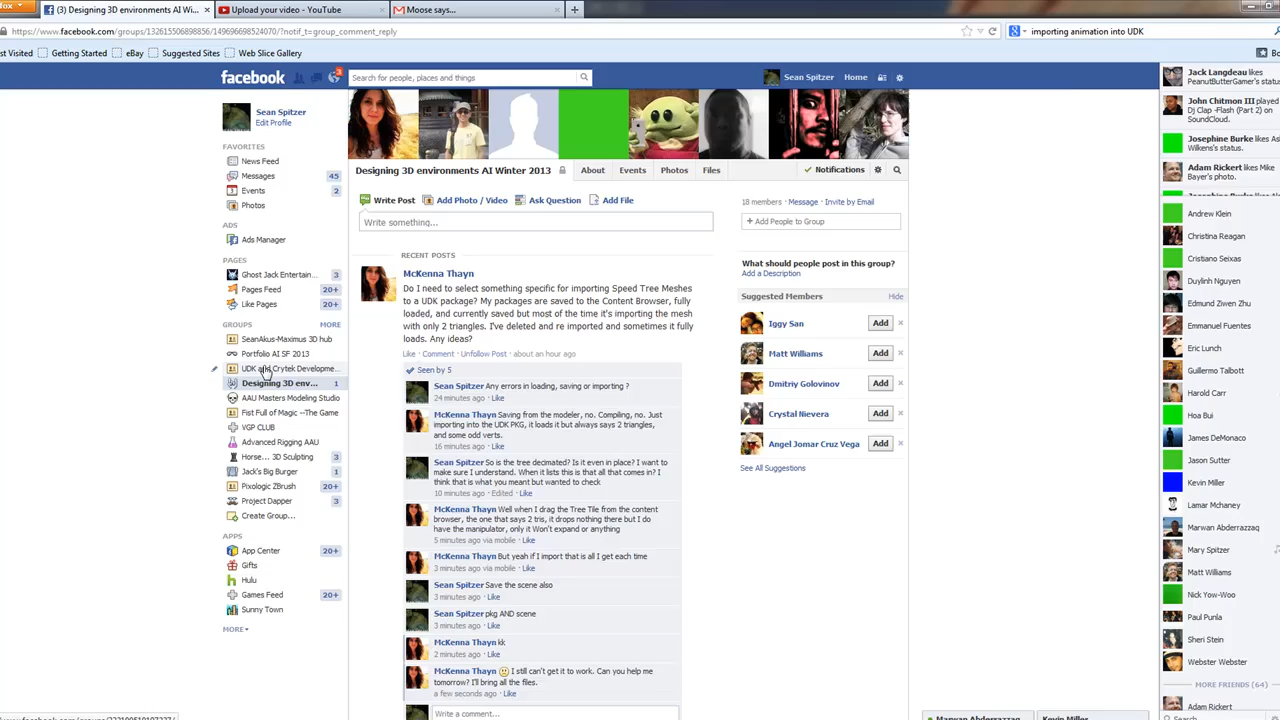 fox
(3) Designing 3D environments AI Wint...
Upload your video - YouTube
Moose says...
https://www.facebook.com/groups/132615506891256/149696698524070/?notif_t=group_comment_reply
importing animation into UDK
st Visited
Getting Started
eBay
Suggested Sites
Web Slice Gallery
facebook
3
Search for people, places and things
Sean Spitzer
Home
Sean Spitzer
Edit Profile
FAVORITES
News Feed
Messages 45
Events 2
Photos
ADS
Ads Manager
PAGES
Ghost Jack Entertain... 3
Pages Feed 20+
Like Pages 20+
GROUPS MORE
SeanAkus-Maximus 3D hub
Portfolio AI SF 2013
UDK and Crytek Developme...
Designing 3D env... 1
AAU Masters Modeling Studio
Fist Full of Magic --The Game
VGP CLUB
Advanced Rigging AAU
Horse... 3D Sculpting 3
Jack's Big Burger 1
Pixologic ZBrush 20+
Project Dapper 3
Create Group...
APPS
App Center 20+
Gifts
Hulu
Games Feed 20+
Sunny Town
MORE
Designing 3D environments AI Winter 2013
About
Events
Photos
Files
Notifications
Write Post
Add Photo / Video
Ask Question
Add File
Write something...
RECENT POSTS
McKenna Thayn
Do I need to select something specific for importing Speed Tree Meshes
to a UDK package? My packages are saved to the Content Browser, fully
loaded, and currently saved but most of the time it's importing the mesh
with only 2 triangles. I've deleted and re imported and sometimes it fully
loads. Any ideas?
Like · Comment · Unfollow Post · about an hour ago
Seen by 5
Sean Spitzer Any errors in loading, saving or importing ?
24 minutes ago · Like
McKenna Thayn Saving from the modeler, no. Compiling, no. Just
importing into the UDK PKG, it loads it but always says 2 triangles,
and some odd verts.
16 minutes ago · Like
Sean Spitzer So is the tree decimated? Is it even in place? I want to
make sure I understand. When it lists this is that all that comes in? I
think that is what you meant but wanted to check
10 minutes ago · Edited · Like
McKenna Thayn Well when I drag the Tree Tile from the content
browser, the one that says 2 tris, it drops nothing there but I do
have the manipulator, only it Won't expand or anything
5 minutes ago via mobile · Like
McKenna Thayn But yeah if I import that is all I get each time
3 minutes ago via mobile · Like
Sean Spitzer Save the scene also
3 minutes ago · Like
Sean Spitzer pkg AND scene
3 minutes ago · Like
McKenna Thayn kk
2 minutes ago · Like
McKenna Thayn I still can't get it to work. Can you help me
tomorrow? I'll bring all the files.
a few seconds ago · Like
Write a comment...
18 members · Message · Invite by Email
+ Add People to Group
What should people post in this group?
Add a Description
Suggested Members Hide
Iggy San Add
Matt Williams Add
Dmitriy Golovinov Add
Crystal Nievera Add
Angel Jomar Cruz Vega Add
See All Suggestions
Jack Langdeau likes
PeanutButterGamer's statu
John Chitmon III played
Dj Clap -Flash (Part 2) on
SoundCloud.
Josephine Burke likes As
Wilkens's status.
Adam Rickert likes Mike
Bayer's photo.
Andrew Klein
Christina Reagan
Cristiano Seixas
Duylinh Nguyen
Edmund Ziwen Zhu
Emmanuel Fuentes
Eric Lunch
Guillermo Talbott
Harold Carr
Hoa Bui
James DeMonaco
Jason Sutter
Kevin Miller
Lamar Mchaney
Marwan Abderrazzaq
Mary Spitzer
Matt Williams
Nick Yow-Woo
Paul Punla
Sheri Stein
Webster Webster
MORE FRIENDS (64)
Adam Rickert
Search
Marwan Abderrazzaq
Kevin Miller